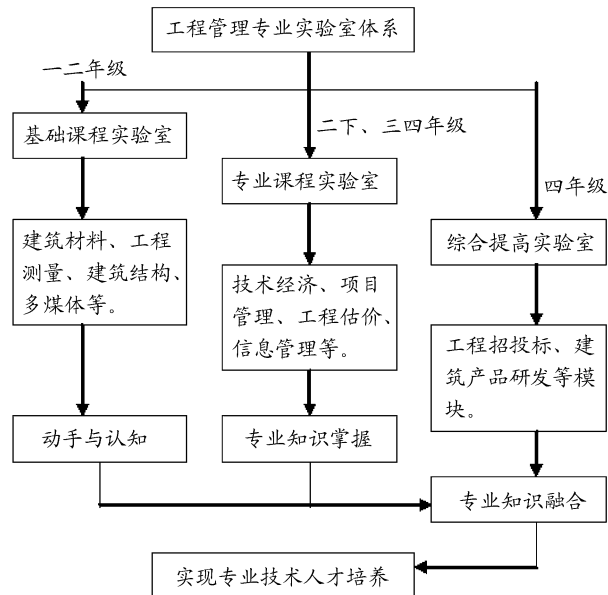 工程管理专业实验室体系
一二年级
基础课程实验室
二下、三四年级
专业课程实验室
四年级
综合提高实验室
建筑材料、工程
测量、建筑结构、
多煤体等。
技术经济、项目
管理、工程估价、
信息管理等。
工程招投标、建
筑产品研发等模
块。
动手与认知
专业知识掌握
专业知识融合
实现专业技术人才培养